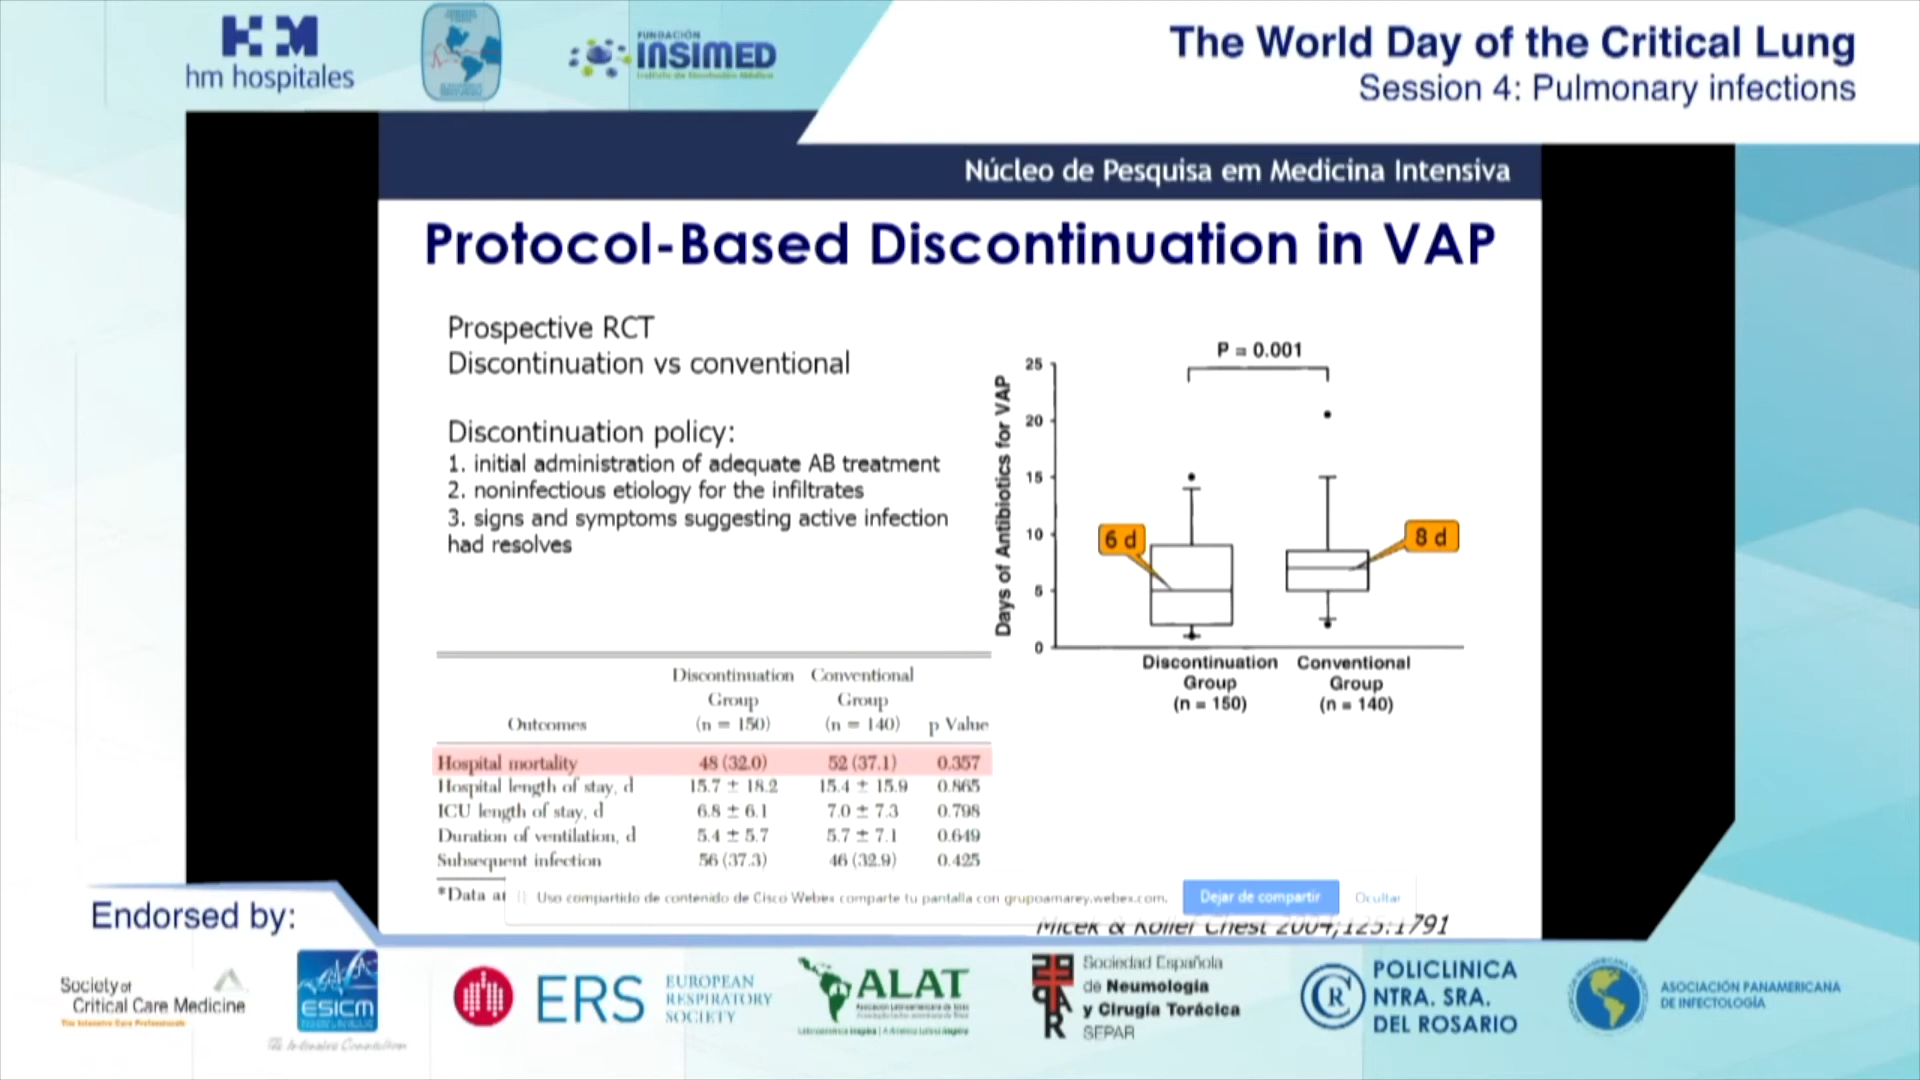 hm hospitales
FUNDACIÓN
INSIMED
The World Day of the Critical Lung
Session 4: Pulmonary infections
Núcleo de Pesquisa em Medicina Intensiva
Protocol-Based Discontinuation in VAP
Prospective RCT
Discontinuation vs conventional
Discontinuation policy:
1. initial administration of adequate AB treatment
2. noninfectious etiology for the infiltrates
3. signs and symptoms suggesting active infection
had resolves
P = 0.001
Days of Antibiotics for VAP
25
20
15
10
5
0
6 d
8 d
Discontinuation Group (n = 150)
Conventional Group (n = 140)
Outcomes Discontinuation Group (n = 150) Conventional Group (n = 140) p Value
Hospital mortality 48 (32.0) 52 (37.1) 0.357
Hospital length of stay, d 15.7 ± 18.2 15.4 ± 15.9 0.865
ICU length of stay, d 6.8 ± 6.1 7.0 ± 7.3 0.798
Duration of ventilation, d 5.4 ± 5.7 5.7 ± 7.1 0.649
Subsequent infection 56 (37.3) 46 (32.9) 0.425
*Data
Uso compartido de contenido de Cisco Webex comparte tu pantalla con grupoamarey.webex.com.
Dejar de compartir
Ocultar
Micek & Kollef Chest 2004;125:1791
Endorsed by:
Society of
Critical Care Medicine
The Intensive Care Professionals
ESICM
The Intensive Connection
ERS
EUROPEAN
RESPIRATORY
SOCIETY
ALAT
Sociedad Española
de Neumología
y Cirugía Torácica
SEPAR
POLICLINICA
NTRA. SRA.
DEL ROSARIO
ASOCIACIÓN PANAMERICANA
DE INFECTOLOGÍA